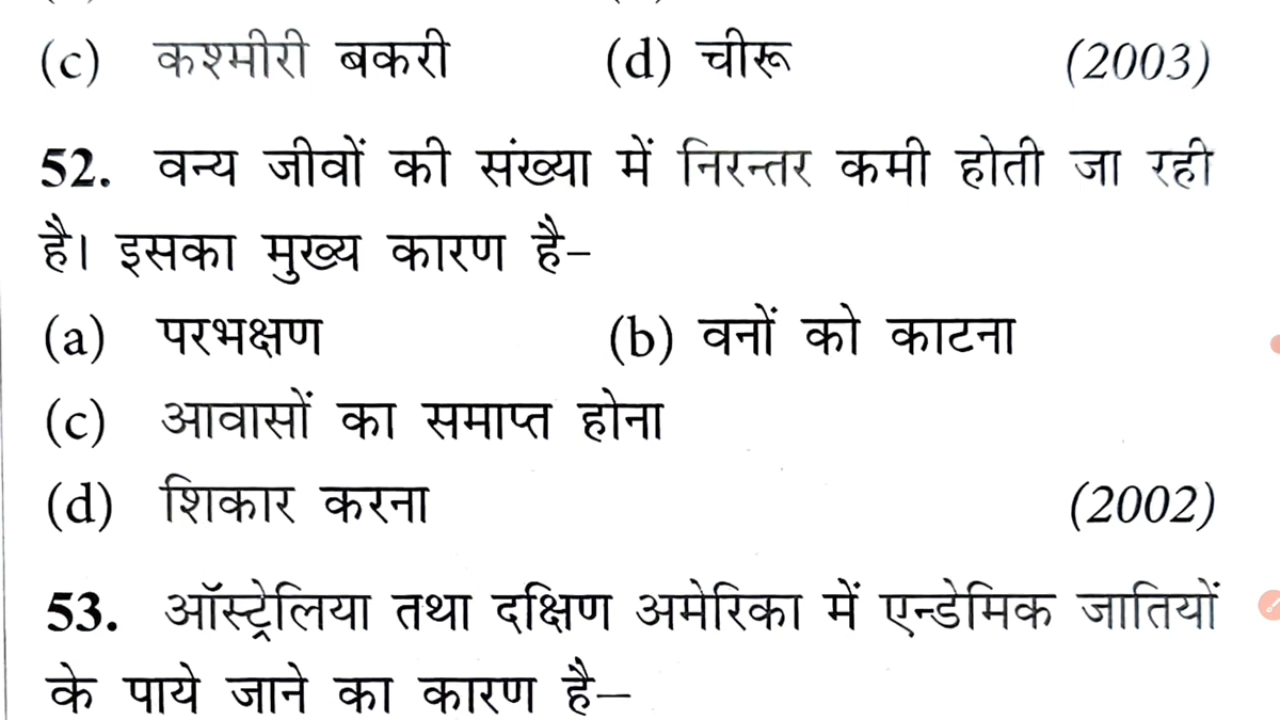 (c) कश्मीरी बकरी (d) चीरू (2003)
52. वन्य जीवों की संख्या में निरन्तर कमी होती जा रही
है। इसका मुख्य कारण है–
(a) परभक्षण (b) वनों को काटना
(c) आवासों का समाप्त होना
(d) शिकार करना (2002)
53. ऑस्ट्रेलिया तथा दक्षिण अमेरिका में एन्डेमिक जातियों
के पाये जाने का कारण है–